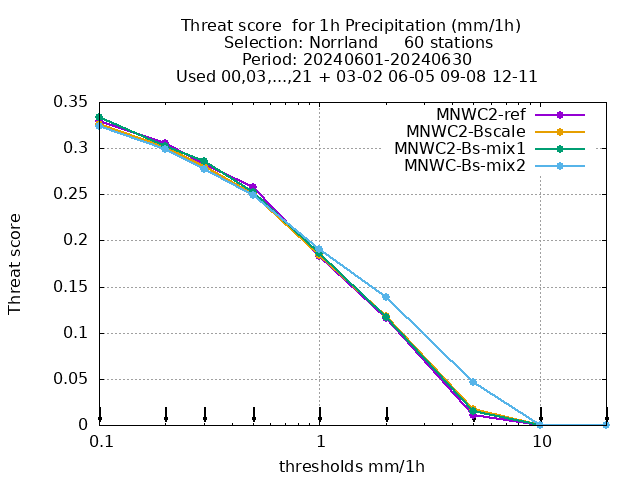 Threat score  for 1h Precipitation (mm/1h)
Selection: Norrland     60 stations
Period: 20240601-20240630
Used 00,03,...,21 + 03-02 06-05 09-08 12-11
MNWC2-ref
MNWC2-Bscale
MNWC2-Bs-mix1
MNWC-Bs-mix2
Threat score
0.35
0.3
0.25
0.2
0.15
0.1
0.05
0
0.1 1 10
thresholds mm/1h